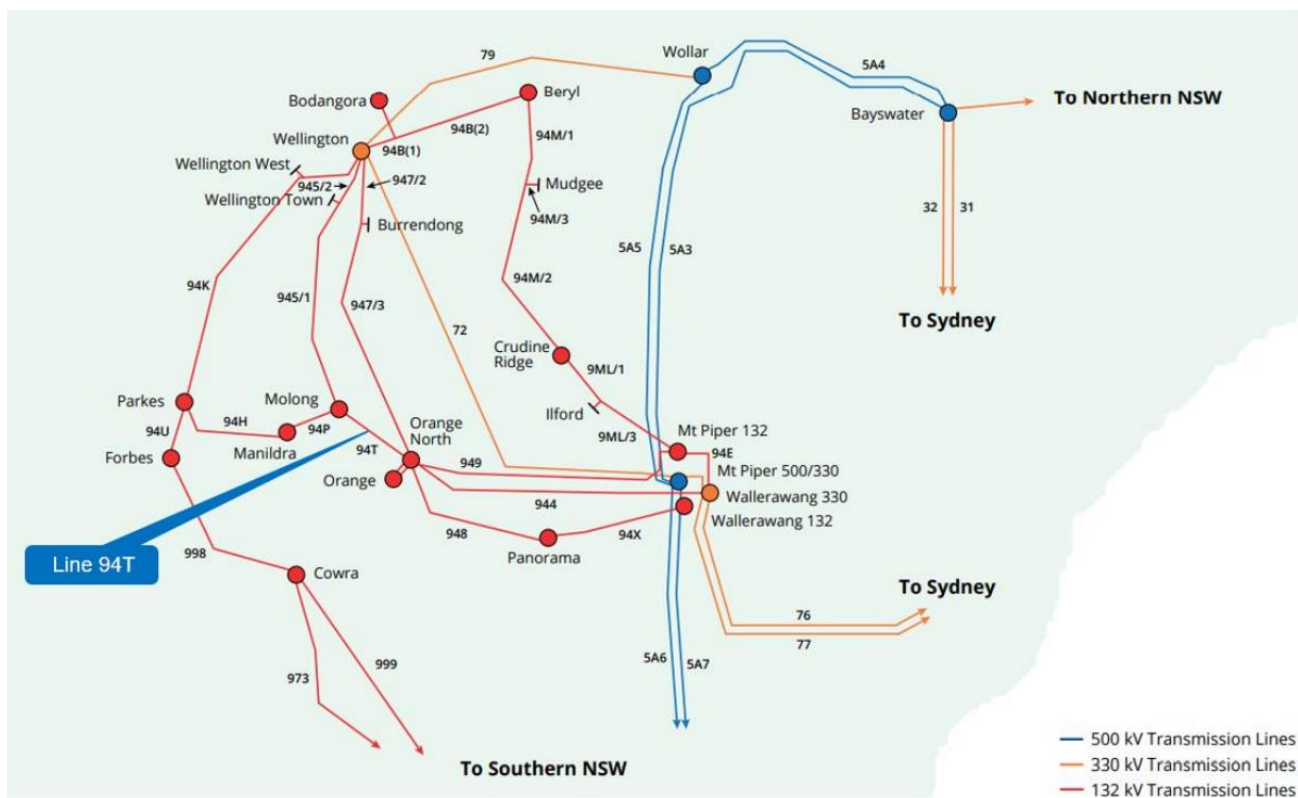 79
Wollar
5A4
To Northern NSW
Bayswater
Bodangora
Beryl
Wellington
94B(2)
94B(1)
94M/1
Wellington West
945/2
947/2
Mudgee
Wellington Town
94M/3
Burrendong
32
31
5A5
5A3
94K
945/1
947/3
94M/2
72
To Sydney
Crudine
Ridge
9ML/1
Parkes
Molong
Ilford
94H
94P
Orange
North
9ML/3
Mt Piper 132
94U
94T
94E
Forbes
Manildra
949
Mt Piper 500/330
Orange
Wallerawang 330
944
Wallerawang 132
948
94X
Panorama
Line 94T
998
Cowra
To Sydney
76
77
973
999
5A6
5A7
To Southern NSW
500 kV Transmission Lines
330 kV Transmission Lines
132 kV Transmission Lines